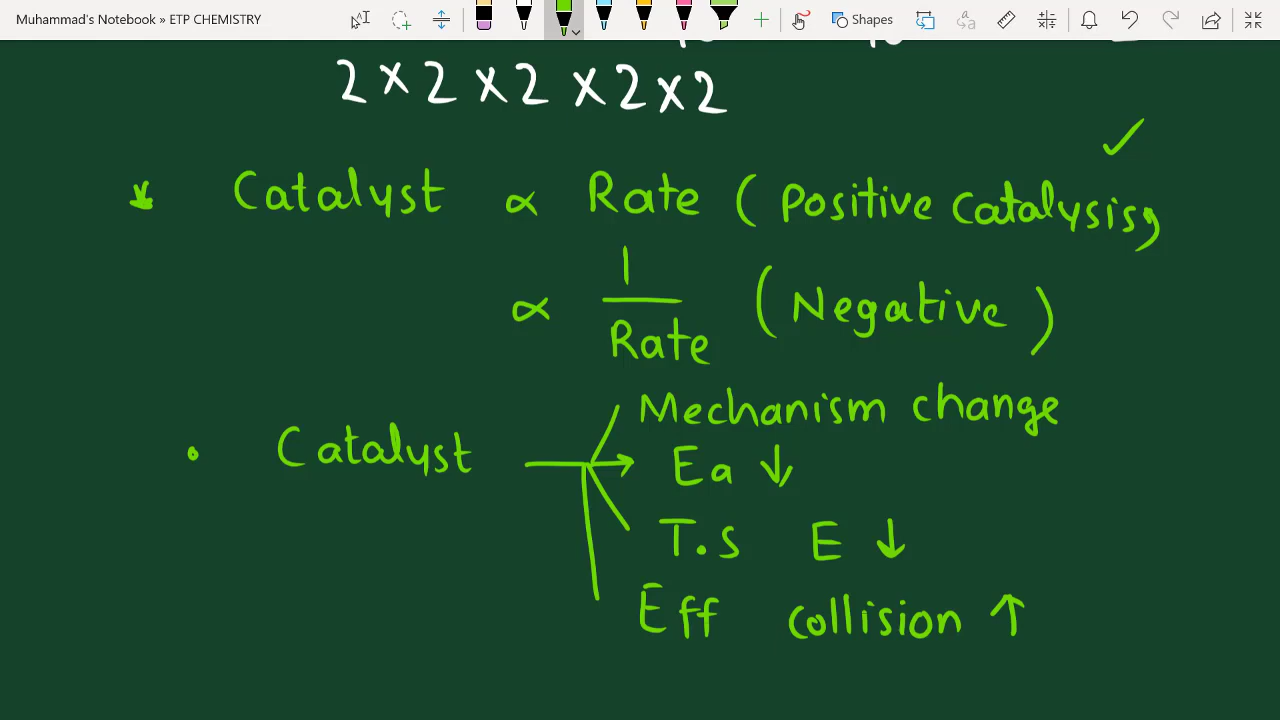 Muhammad's Notebook » ETP CHEMISTRY
Shapes
2 × 2 × 2 × 2 × 2
* Catalyst ∝ Rate ( Positive Catalysis)
∝ 1/Rate (Negative)
Mechanism change
• Catalyst → Ea ↓
T.S E ↓
Eff collision ↑